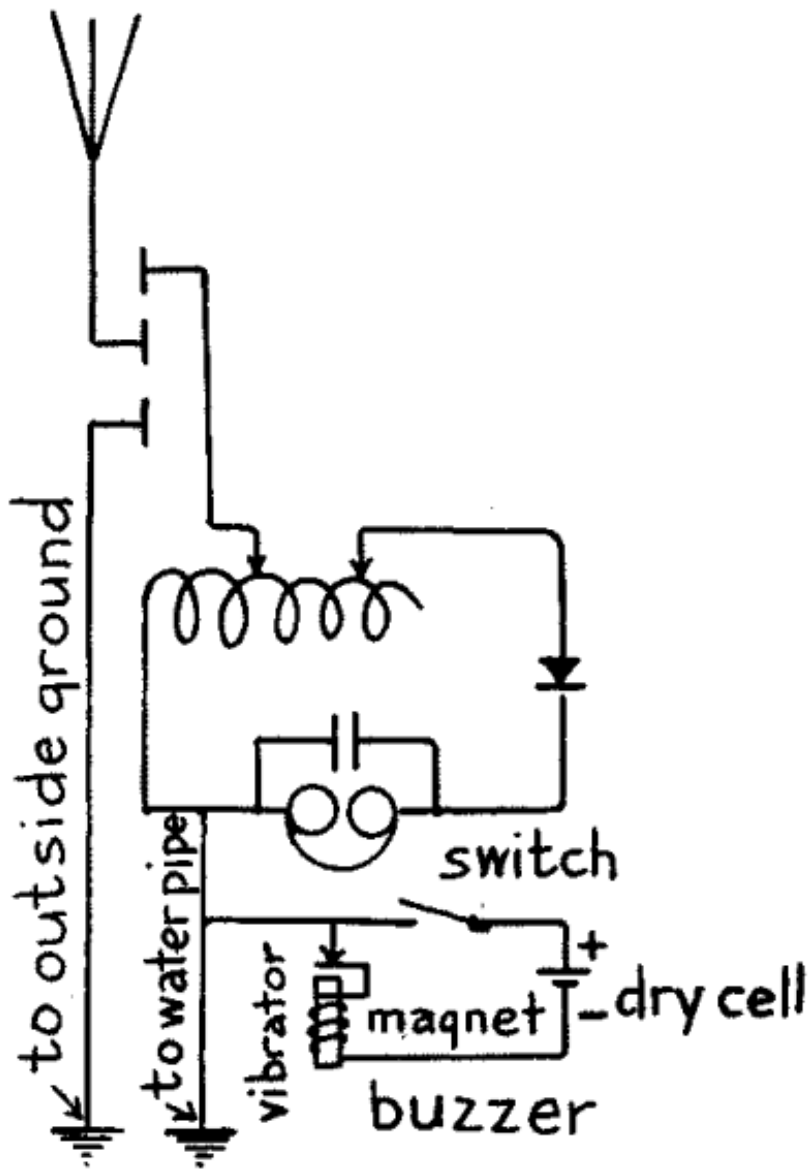 to outside ground
to water pipe
switch
vibrator
magnet
+
- dry cell
buzzer